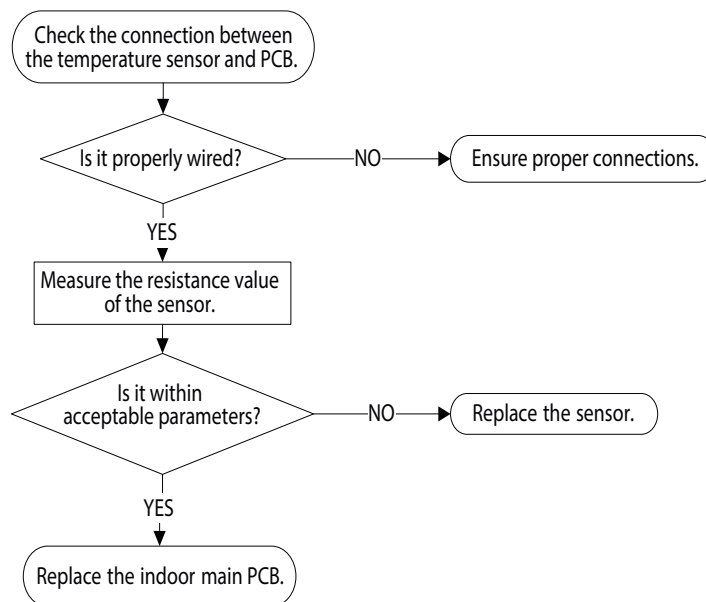 Check the connection between
the temperature sensor and PCB.
Is it properly wired?
NO
Ensure proper connections.
YES
Measure the resistance value
of the sensor.
Is it within
acceptable parameters?
NO
Replace the sensor.
YES
Replace the indoor main PCB.